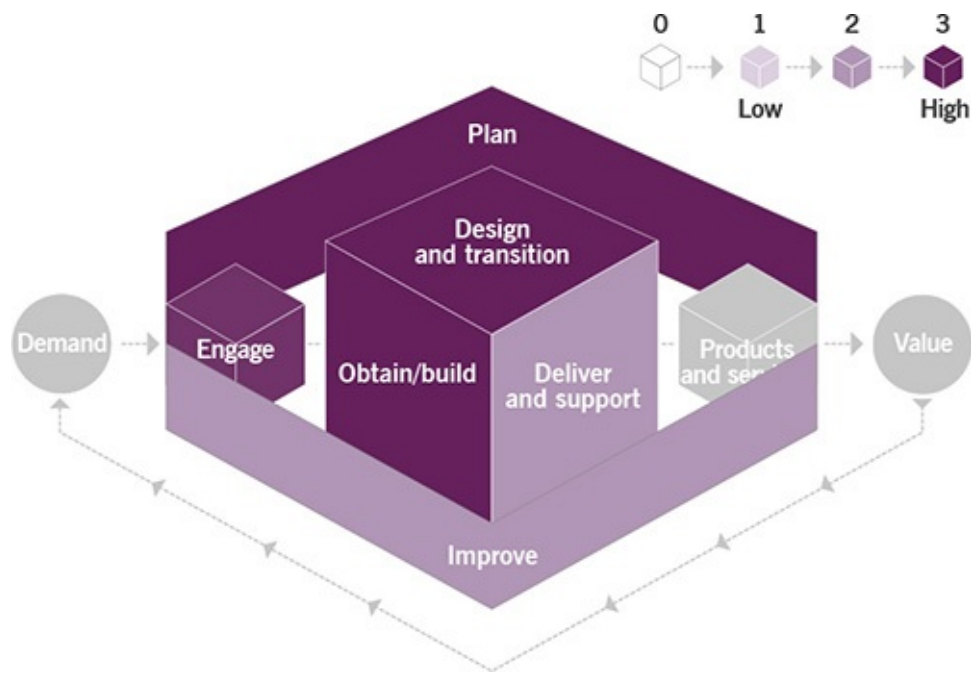 0 1 2 3
Low High
Plan
Design
and transition
Demand
Engage
Obtain/build
Deliver
and support
Products
and
Value
Improve